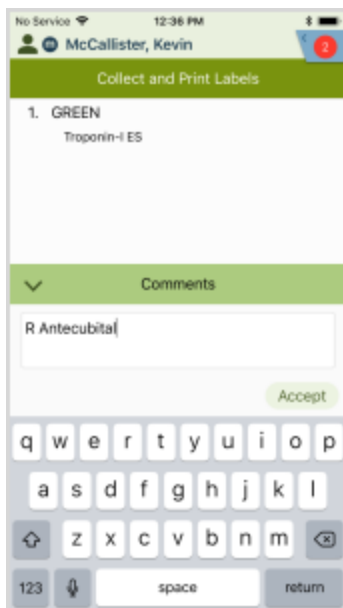 No Service 12:36 PM
McCallister, Kevin
2
Collect and Print Labels
1. GREEN
Troponin-I ES
Comments
R Antecubital
Accept
q w e r t y u i o p
a s d f g h j k l
z x c v b n m
123 space return